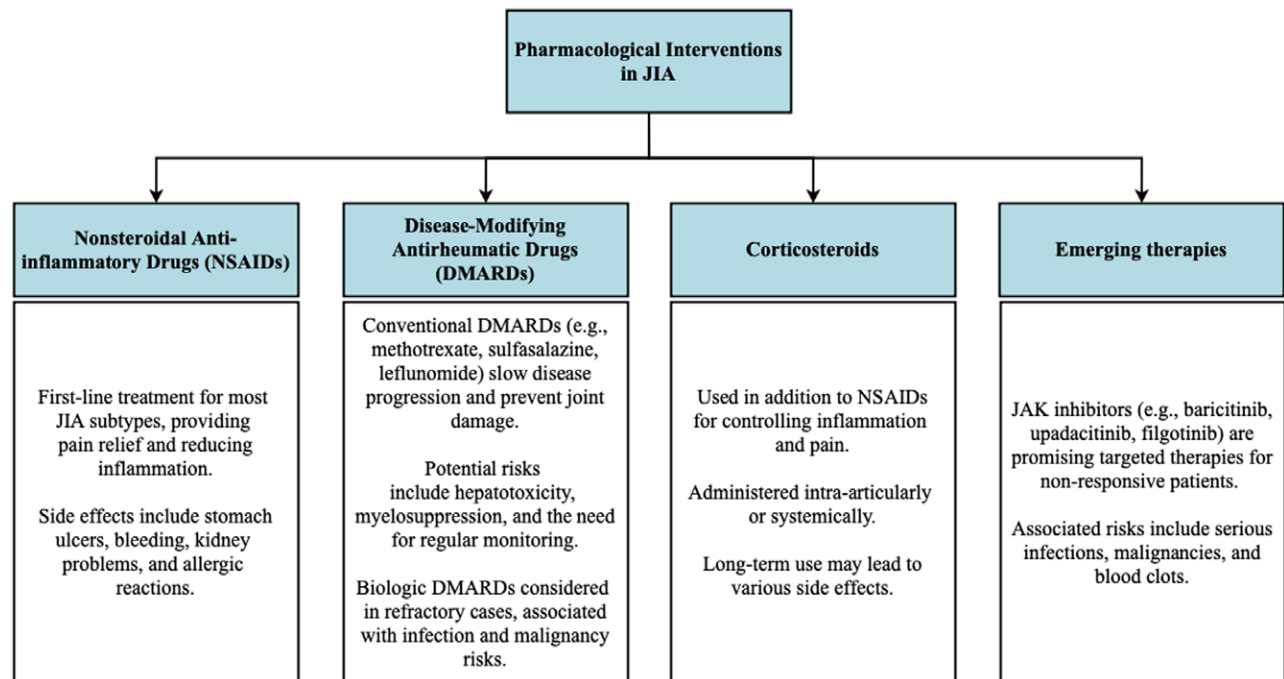 Pharmacological Interventions
in JIA
Nonsteroidal Anti-
inflammatory Drugs (NSAIDs)
First-line treatment for most
JIA subtypes, providing
pain relief and reducing
inflammation.
Side effects include stomach
ulcers, bleeding, kidney
problems, and allergic
reactions.
Disease-Modifying
Antirheumatic Drugs
(DMARDs)
Conventional DMARDs (e.g.,
methotrexate, sulfasalazine,
leflunomide) slow disease
progression and prevent joint
damage.
Potential risks
include hepatotoxicity,
myelosuppression, and the need
for regular monitoring.
Biologic DMARDs considered
in refractory cases, associated
with infection and malignancy
risks.
Corticosteroids
Used in addition to NSAIDs
for controlling inflammation
and pain.
Administered intra-articularly
or systemically.
Long-term use may lead to
various side effects.
Emerging therapies
JAK inhibitors (e.g., baricitinib,
upadacitinib, filgotinib) are
promising targeted therapies for
non-responsive patients.
Associated risks include serious
infections, malignancies, and
blood clots.